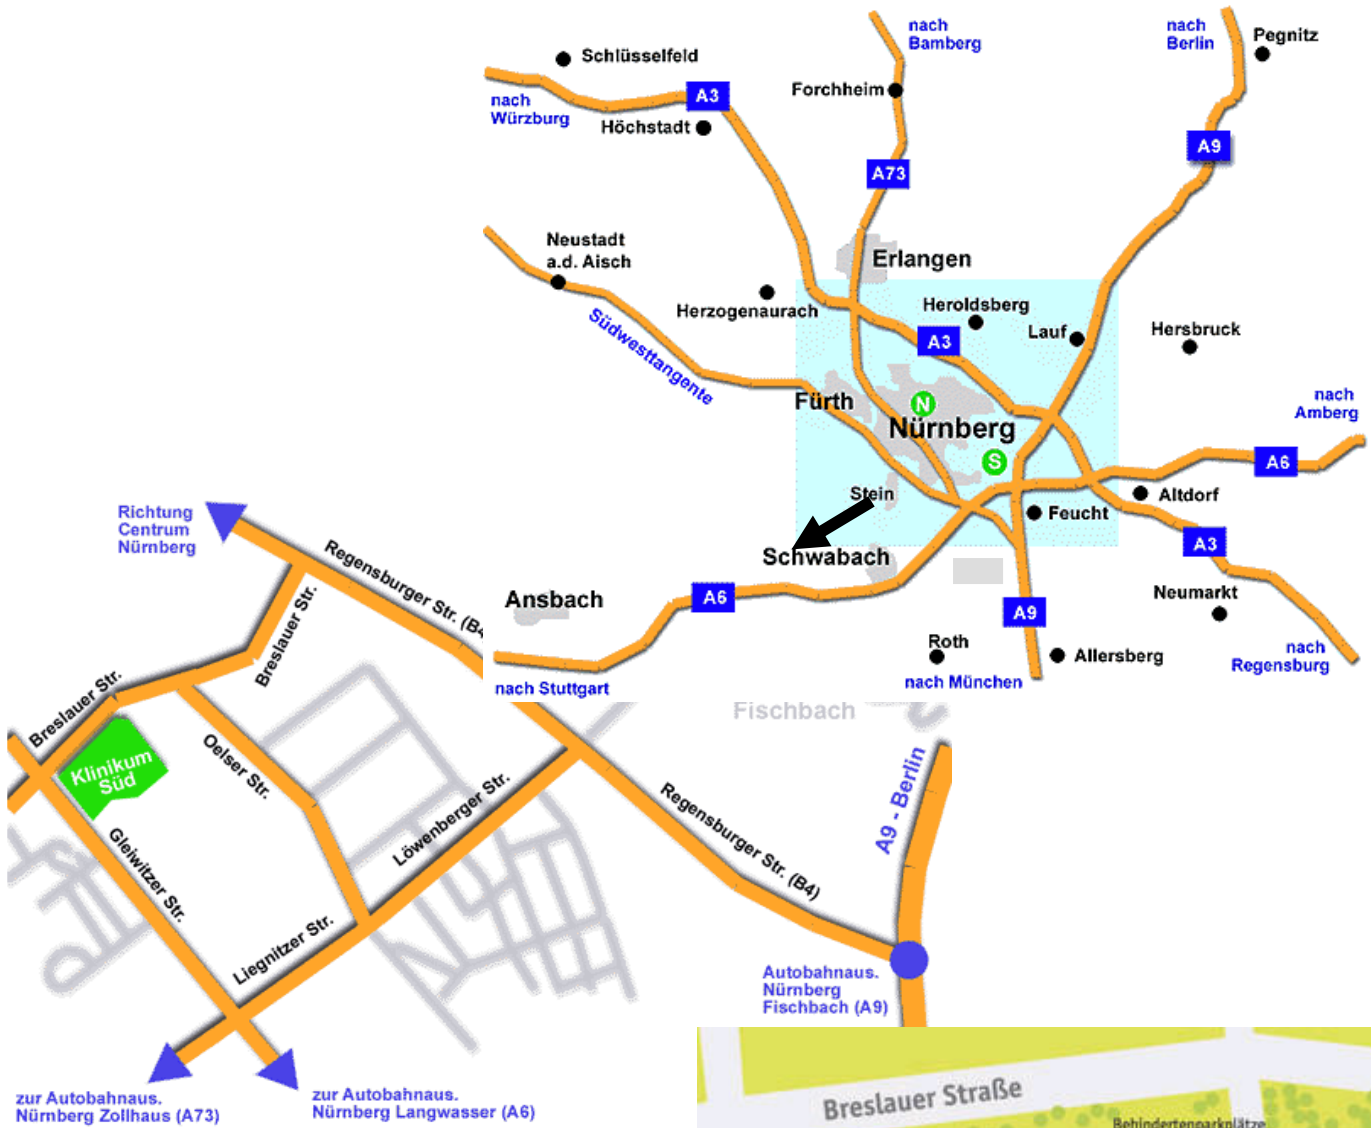 nach
Bamberg
nach
Berlin
Pegnitz
Schlüsselfeld
nach
Würzburg
A3
Forchheim
Höchstadt
A9
A73
Neustadt
a.d. Aisch
Erlangen
Herzogenaurach
Heroldsberg
Südwesttangente
A3
Lauf
Hersbruck
Fürth
N
Nürnberg
nach
Amberg
S
A6
Stein
Altdorf
Feucht
Schwabach
A3
Ansbach
A6
A9
Neumarkt
Roth
Allersberg
nach
Regensburg
nach Stuttgart
nach München
Richtung
Centrum
Nürnberg
Regensburger Str. (B4
Breslauer Str.
Breslauer Str.
Fischbach
Klinikum
Süd
Oelser Str.
Löwenberger Str.
Regensburger Str. (B4)
A9 - Berlin
Gleiwitzer Str.
Liegnitzer Str.
Autobahnaus.
Nürnberg
Fischbach (A9)
zur Autobahnaus.
Nürnberg Zollhaus (A73)
zur Autobahnaus.
Nürnberg Langwasser (A6)
Breslauer Straße
Behindertenparkplätze